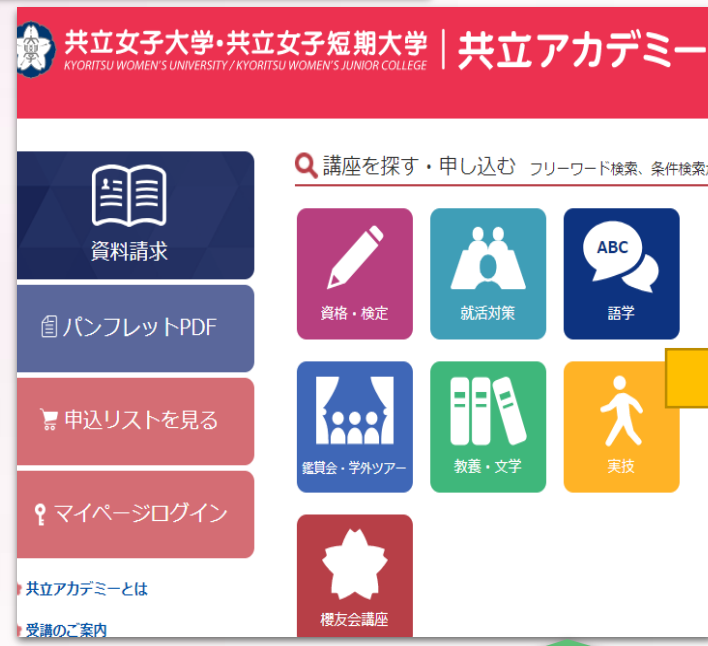 共立女子大学・共立女子短期大学
KYORITSU WOMEN'S UNIVERSITY / KYORITSU WOMEN'S JUNIOR COLLEGE
共立アカデミー
資料請求
パンフレットPDF
申込リストを見る
マイページログイン
共立アカデミーとは
受講のご案内
講座を探す・申し込む フリーワード検索、条件検索
資格・検定
就活対策
ABC
語学
鑑賞会・学外ツアー
教養・文学
実技
櫻友会講座